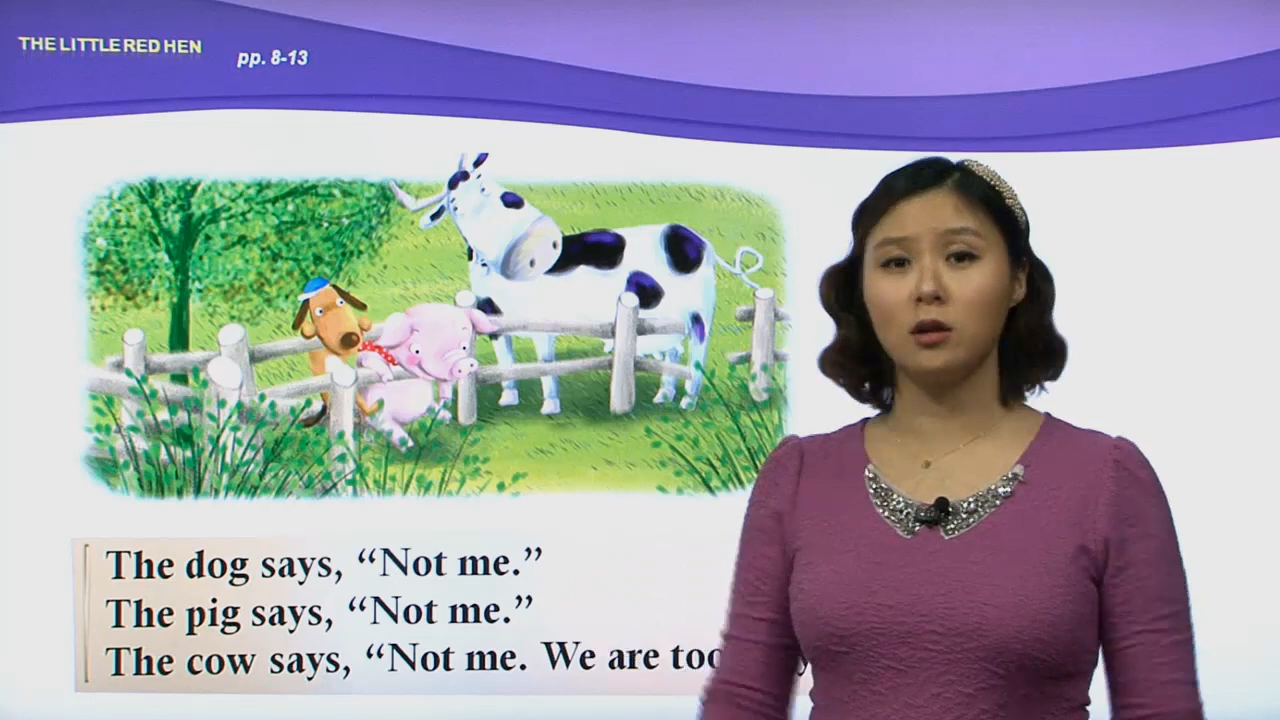 THE LITTLE RED HEN
pp. 8-13
The dog says, “Not me.”
The pig says, “Not me.”
The cow says, “Not me. We are too